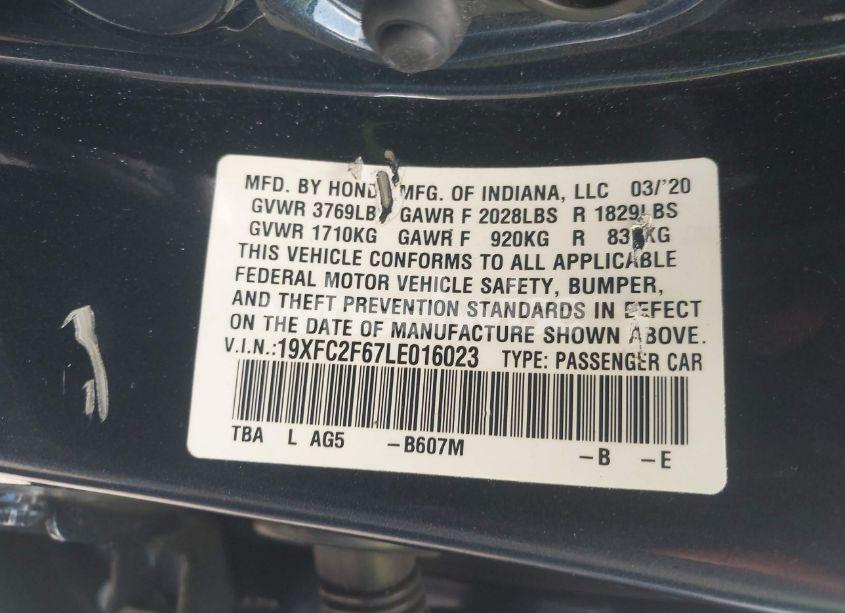 MFD. BY HONDA MFG. OF INDIANA, LLC 03/'20
GVWR 3769LBS GAWR F 2028LBS R 1829LBS
GVWR 1710KG GAWR F 920KG R KG
THIS VEHICLE CONFORMS TO ALL APPLICABLE
FEDERAL MOTOR VEHICLE SAFETY, BUMPER,
AND THEFT PREVENTION STANDARDS IN EFFECT
ON THE DATE OF MANUFACTURE SHOWN ABOVE.
V.I.N.:19XFC2F67LE016023 TYPE: PASSENGER CAR
TBA L AG5 –B607M –B –E